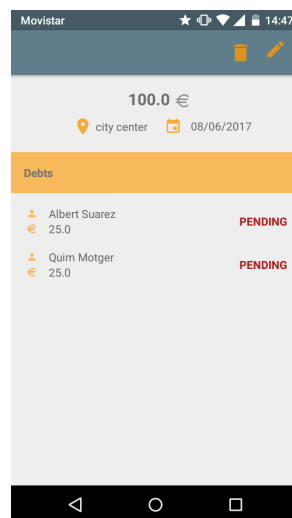 Movistar 14:47
100.0 €
city center 08/06/2017
Debts
Albert Suarez
€ 25.0 PENDING
Quim Motger
€ 25.0 PENDING